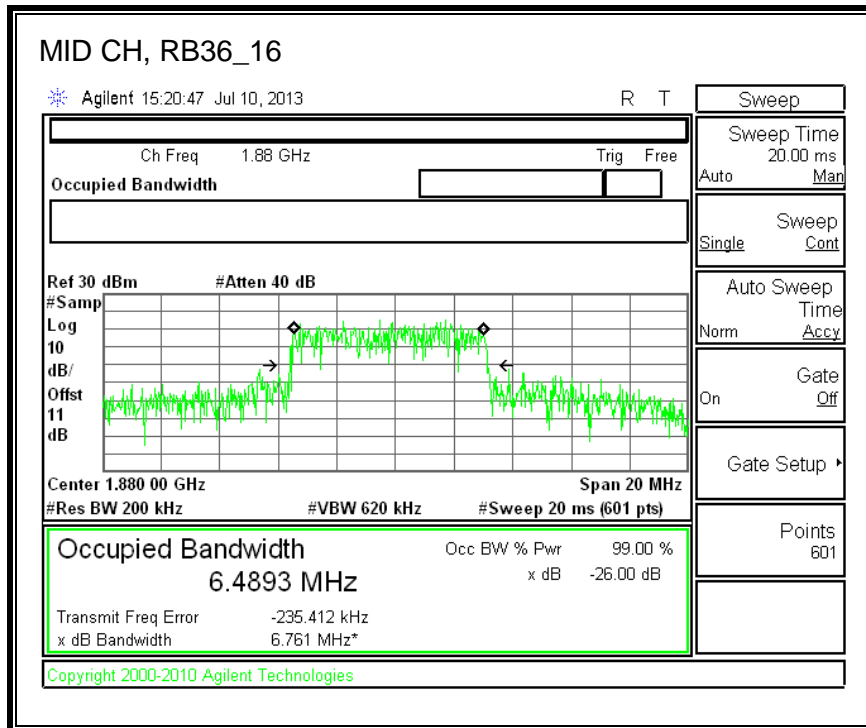 MID CH, RB36_16
Agilent 15:20:47 Jul 10, 2013 R T
Ch Freq 1.88 GHz Trig Free
Occupied Bandwidth
Ref 30 dBm #Atten 40 dB
#Samp
Log
10
dB/
Offst
11
dB
Center 1.880 00 GHz Span 20 MHz
#Res BW 200 kHz #VBW 620 kHz #Sweep 20 ms (601 pts)
Occupied Bandwidth
6.4893 MHz
Occ BW % Pwr 99.00 %
x dB -26.00 dB
Transmit Freq Error -235.412 kHz
x dB Bandwidth 6.761 MHz*
Copyright 2000-2010 Agilent Technologies
Sweep
Sweep Time
20.00 ms
Auto Man
Sweep
Single Cont
Auto Sweep
Time
Norm Accy
Gate
On Off
Gate Setup
Points
601